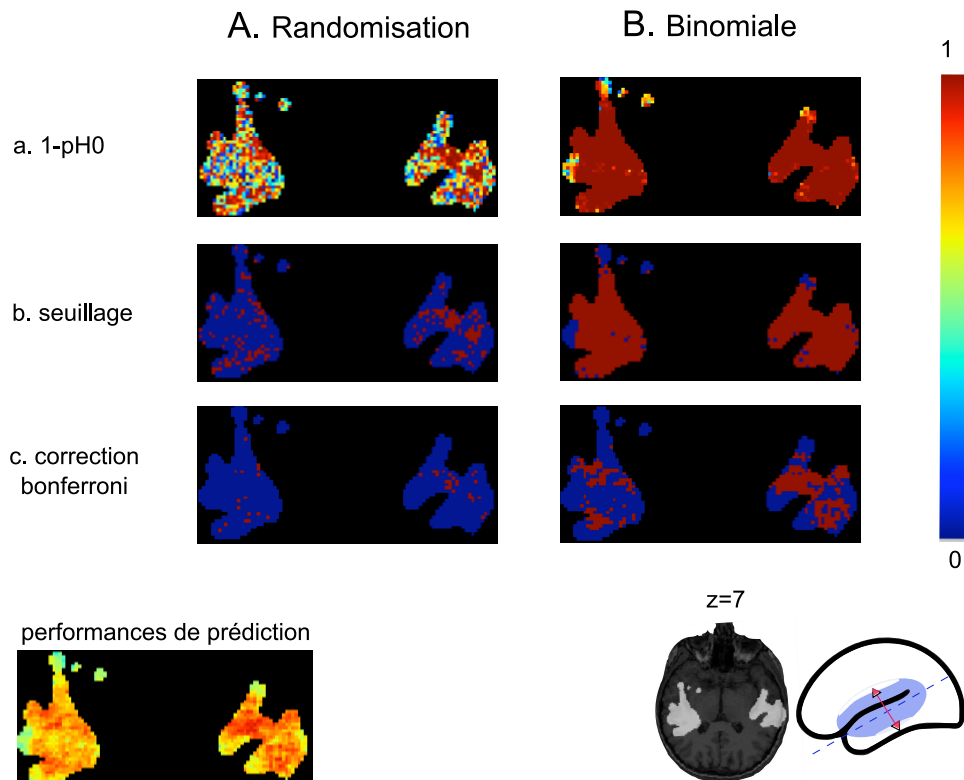 A. Randomisation
B. Binomiale
1
a. 1-pH0
b. seuillage
c. correction
bonferroni
0
z=7
performances de prédiction